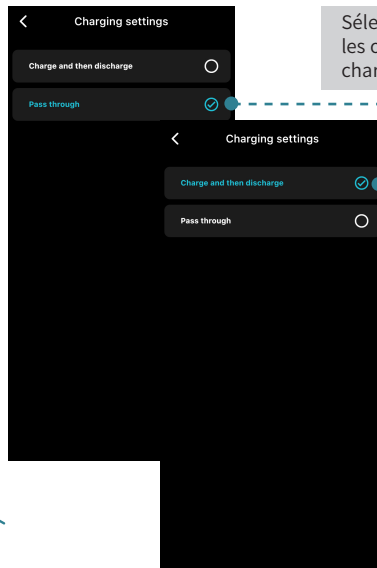 Charging settings
Charge and then discharge
Pass through
Charging settings
Charge and then discharge
Pass through